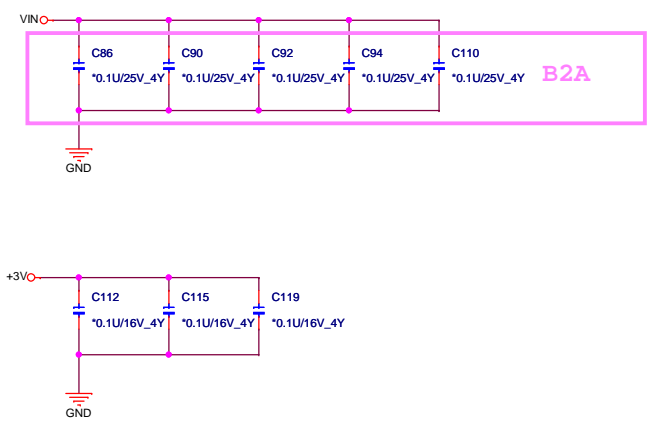 VIN
C86 C90 C92 C94 C110
*0.1U/25V_4Y *0.1U/25V_4Y *0.1U/25V_4Y *0.1U/25V_4Y *0.1U/25V_4Y B2A
GND
+3V
C112 C115 C119
*0.1U/16V_4Y *0.1U/16V_4Y *0.1U/16V_4Y
GND